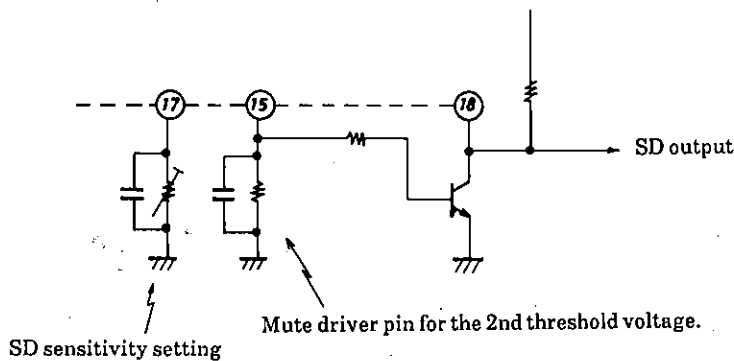 17 15 18
SD output
Mute driver pin for the 2nd threshold voltage.
SD sensitivity setting